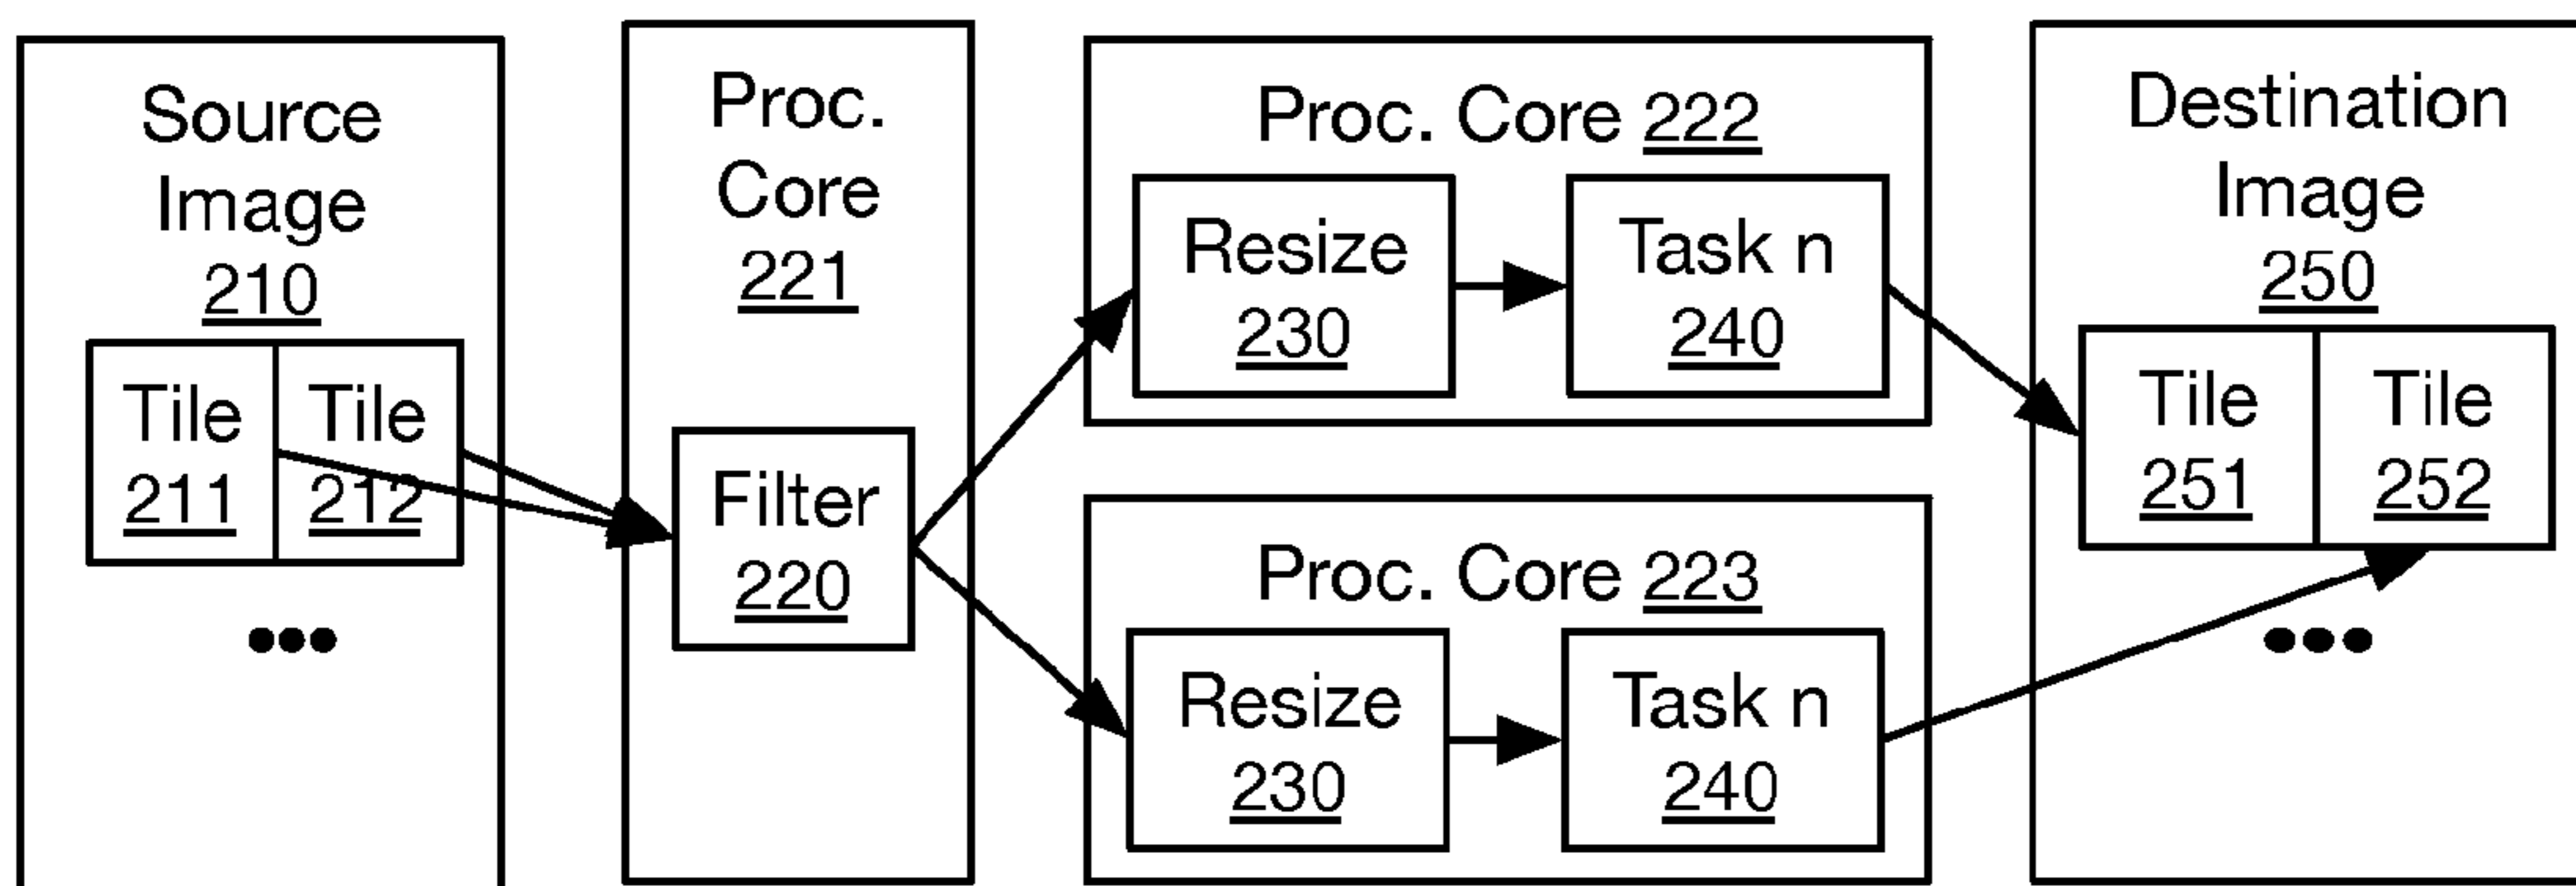 Source
Image
210
Tile
211
Tile
212
•••
Proc.
Core
221
Filter
220
Proc. Core 222
Resize
230
Task n
240
Proc. Core 223
Resize
230
Task n
240
Destination
Image
250
Tile
251
Tile
252
•••